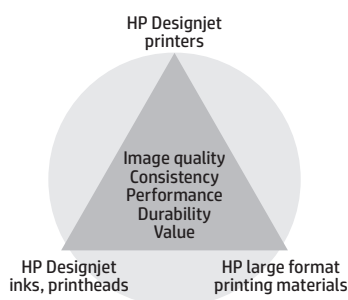 HP Designjet
printers
Image quality
Consistency
Performance
Durability
Value
HP Designjet
inks, printheads
HP large format
printing materials